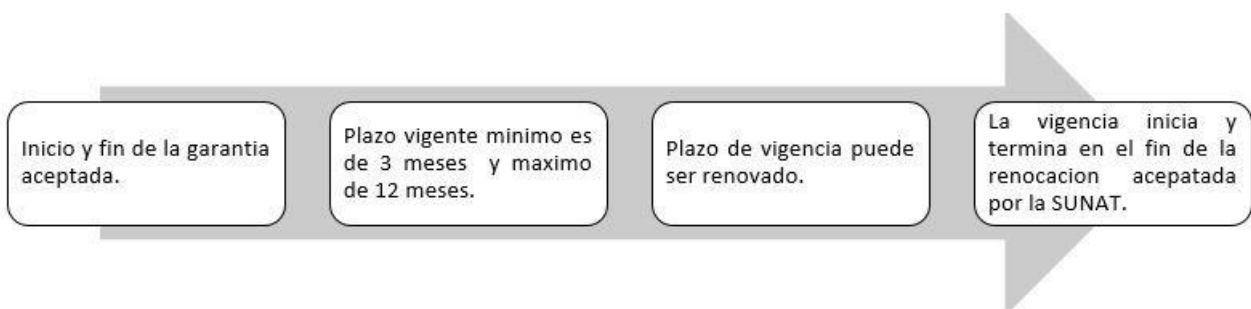 Inicio y fin de la garantia
aceptada.
Plazo vigente minimo es
de 3 meses y maximo
de 12 meses.
Plazo de vigencia puede
ser renovado.
La vigencia inicia y
termina en el fin de la
renocacion acepatada
por la SUNAT.